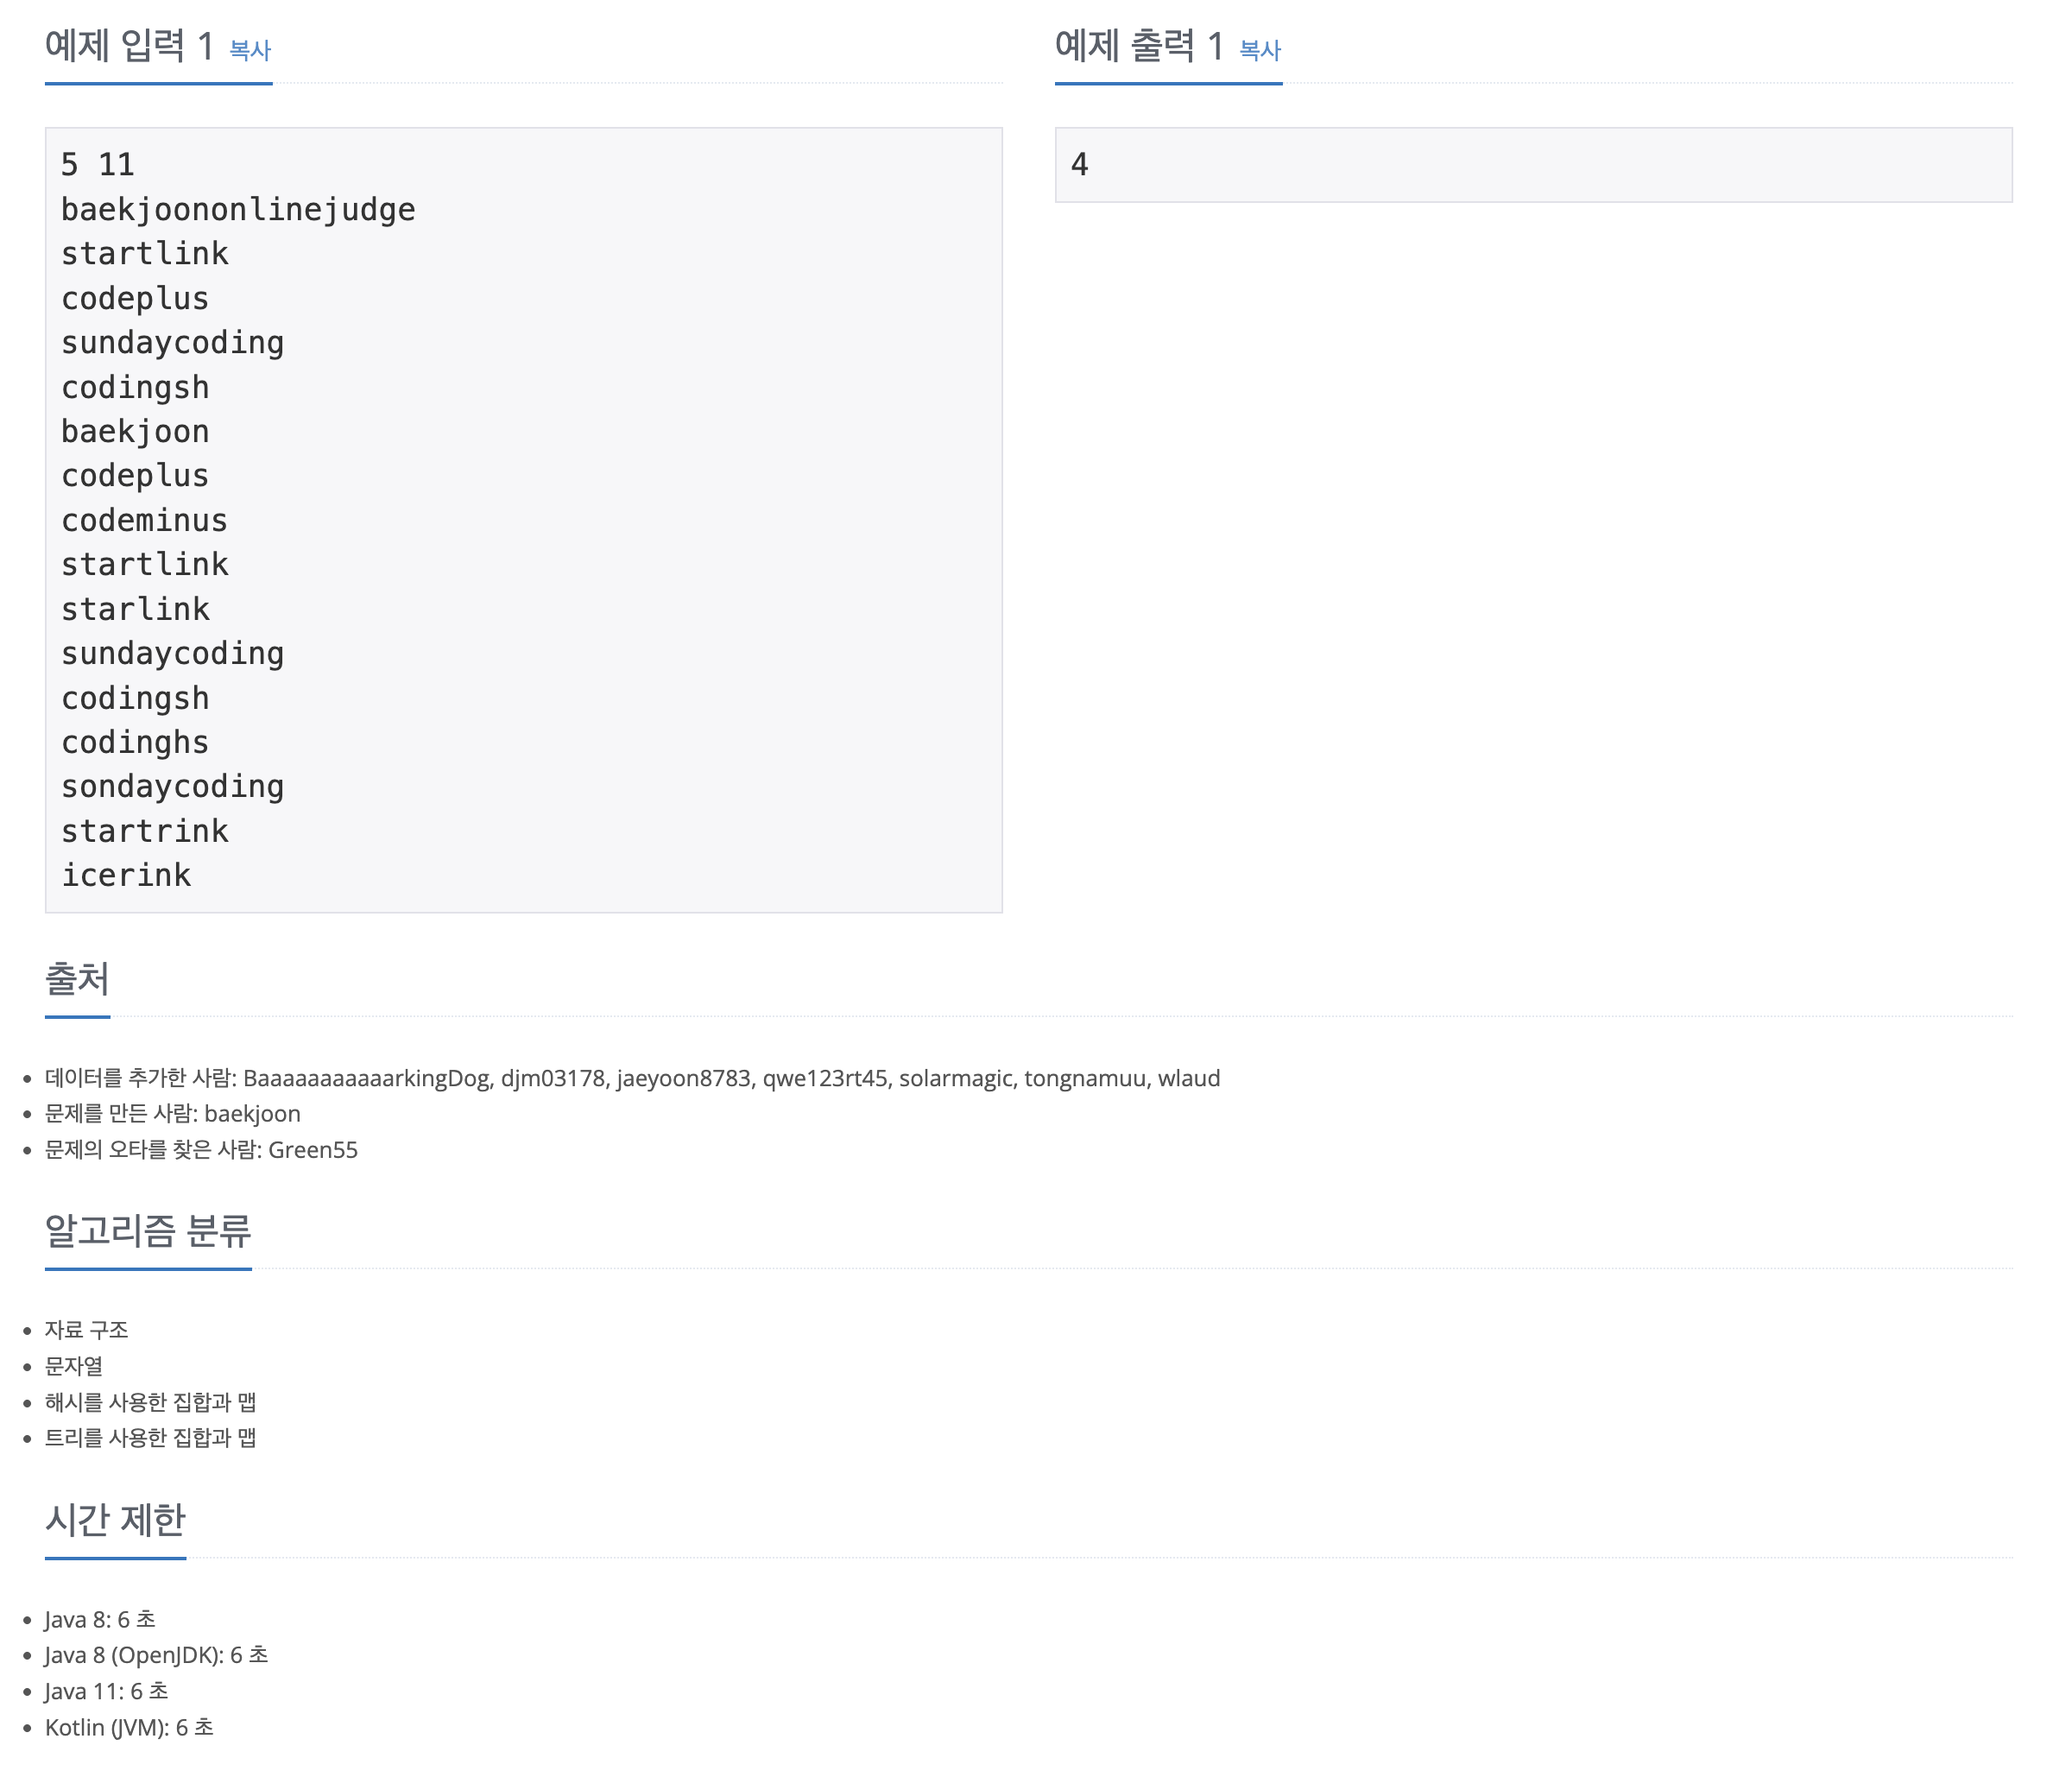 예제 입력 1 복사
5 11
baekjoononlinejudge
startlink
codeplus
sundaycoding
codingsh
baekjoon
codeplus
codeminus
startlink
starlink
sundaycoding
codingsh
codinghs
sondaycoding
startrink
icerink
예제 출력 1 복사
4
출처
데이터를 추가한 사람: BaaaaaaaaaaarkingDog, djm03178, jaeyoon8783, qwe123rt45, solarmagic, tongnamuu, wlaud
문제를 만든 사람: baekjoon
문제의 오타를 찾은 사람: Green55
알고리즘 분류
자료 구조
문자열
해시를 사용한 집합과 맵
트리를 사용한 집합과 맵
시간 제한
Java 8: 6 초
Java 8 (OpenJDK): 6 초
Java 11: 6 초
Kotlin (JVM): 6 초